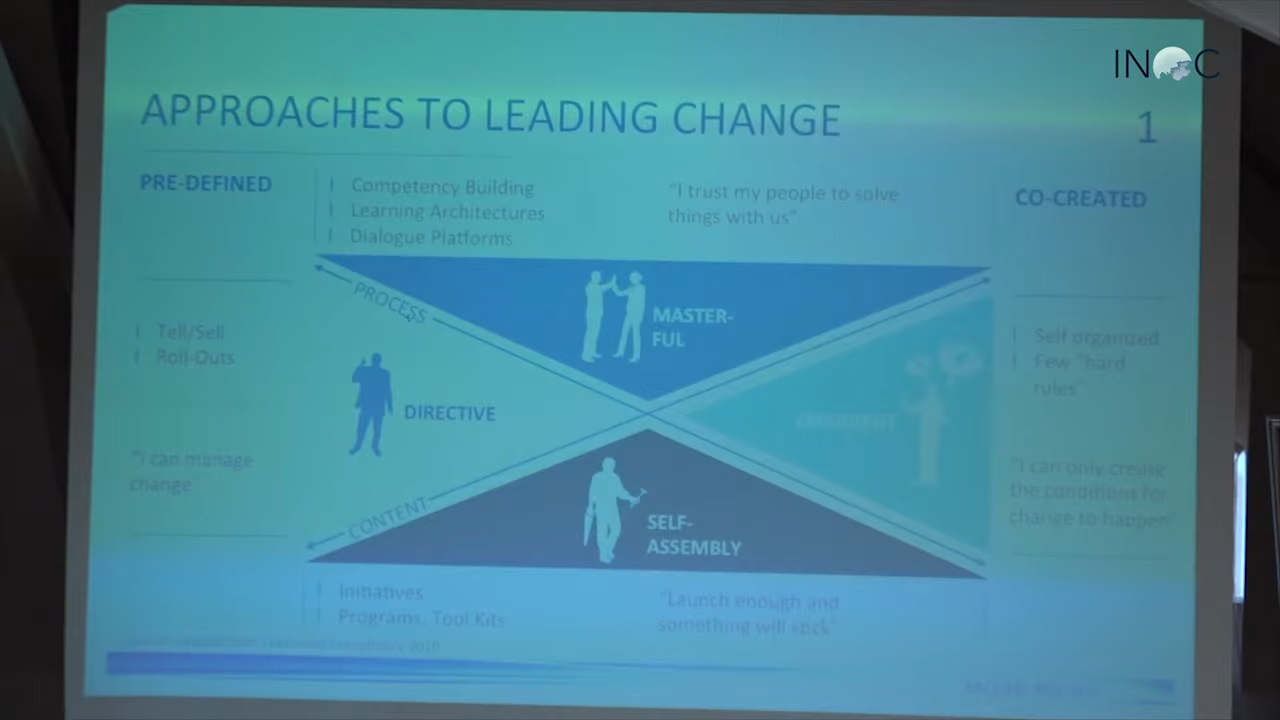 INOC
APPROACHES TO LEADING CHANGE
1
PRE-DEFINED
Competency Building
Learning Architectures
Dialogue Platforms
"I trust my people to solve
things with us"
CO-CREATED
PROCESS
MASTER-
FUL
Tell/Sell
Roll-Outs
DIRECTIVE
Self organized
Few "hard
rules"
"I can manage
change"
"I can only create
the conditions for
change to happen"
CONTENT
SELF-
ASSEMBLY
Initiatives
Programs, Tool Kits
"Launch enough and
something will stick"